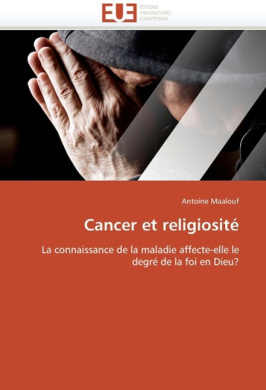 EUE
ÉDITIONS
UNIVERSITAIRES
EUROPÉENNES
Antoine Maalouf
Cancer et religiosité
La connaissance de la maladie affecte-elle le
degré de la foi en Dieu?